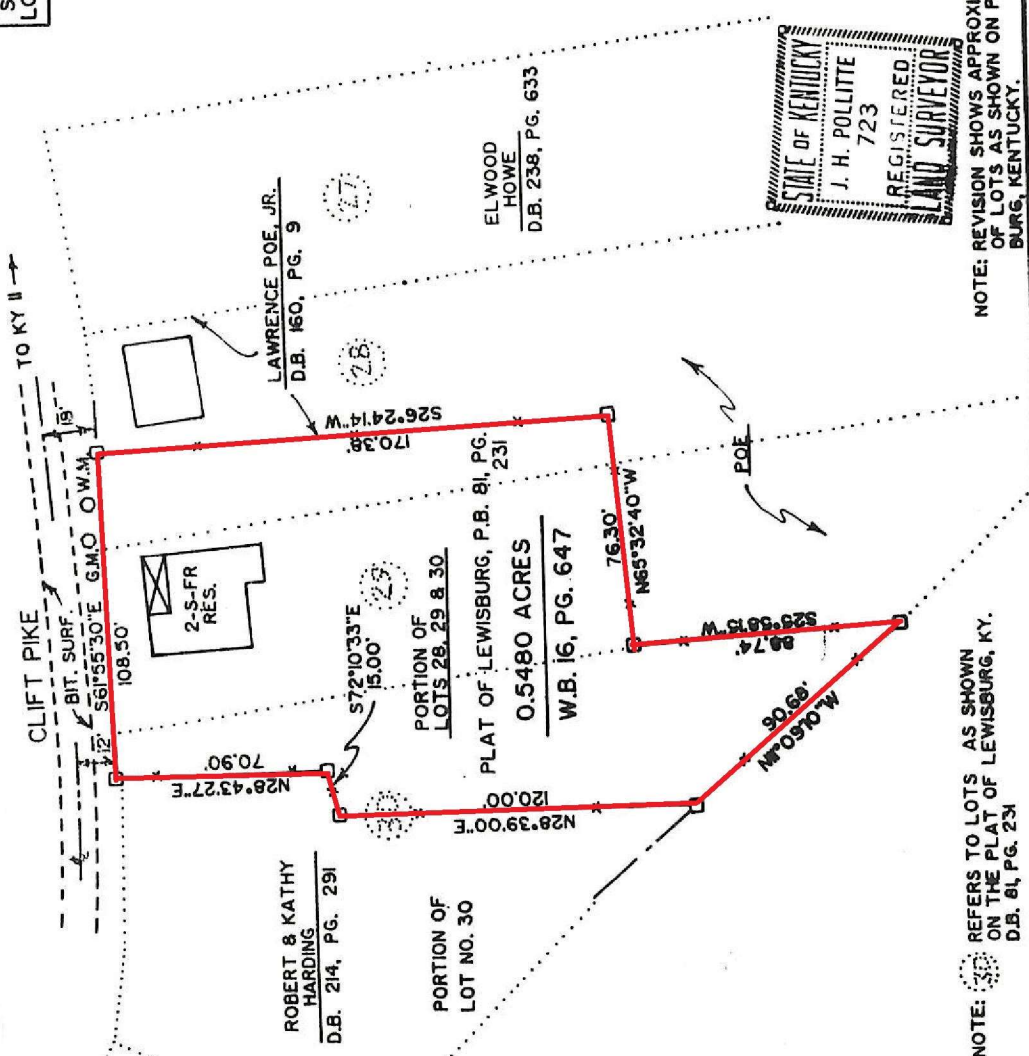 CLIFT PIKE
TO KY 11
BIT. SURF.
12'
18'
S61°55'30"E
108.50'
G.M.
W.M.
2-S-FR
RES.
LAWRENCE POE, JR.
D.B. 160, PG. 9
27
28
ELWOOD
HOWE
D.B. 238, PG. 633
170.38'
S26°24'14"W
70.90'
N28°43'27"E
S72°10'33"E
15.00'
29
PORTION OF
LOTS 28, 29 & 30
PLAT OF LEWISBURG, P.B. 81, PG.
231
0.5480 ACRES
W.B. 16, PG. 647
76.30'
N65°32'40"W
30
120.00'
N28°39'00"E
88.74'
S25°58'15"W
90.68'
N11°09'10"W
POE
ROBERT & KATHY
HARDING
D.B. 214, PG. 291
PORTION OF
LOT NO. 30
STATE OF KENTUCKY
J. H. POLLITTE
723
REGISTERED
LAND SURVEYOR
NOTE: 30 REFERS TO LOTS AS SHOWN
ON THE PLAT OF LEWISBURG, KY.
D.B. 81, PG. 231
NOTE: REVISION SHOWS APPROXI
OF LOTS AS SHOWN ON P
BURG, KENTUCKY.